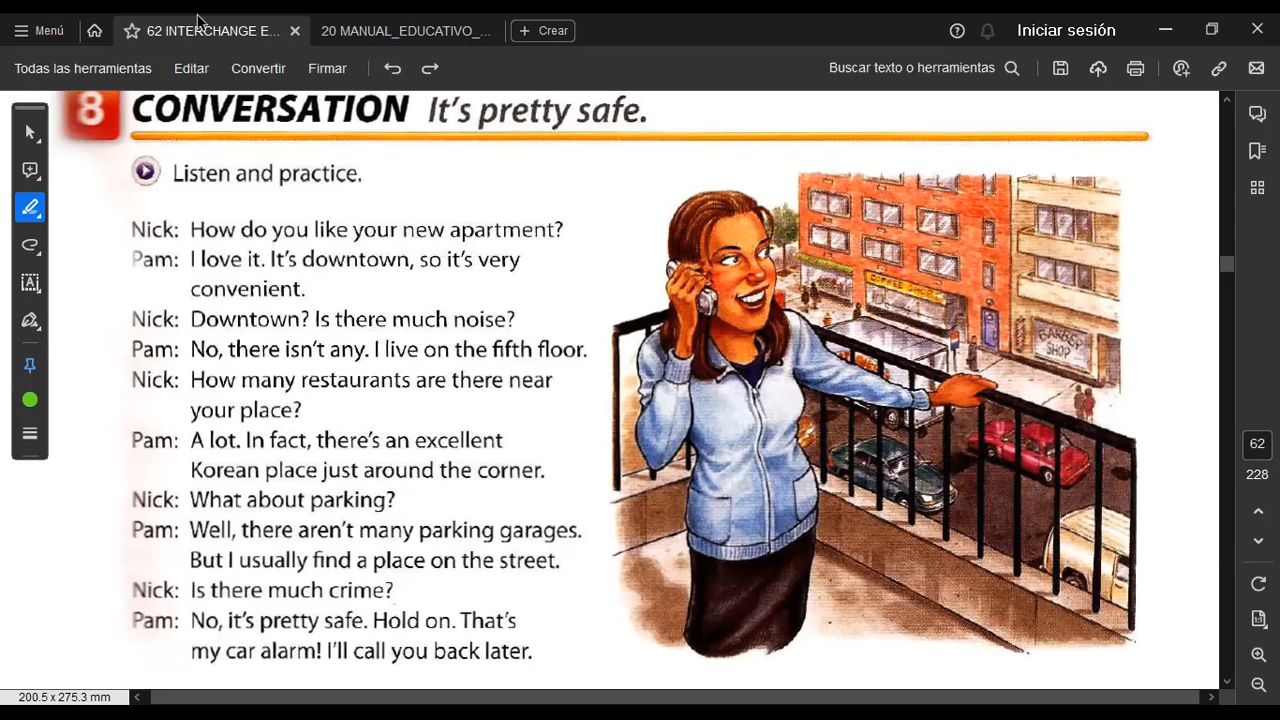 Menú
62 INTERCHANGE E...
20 MANUAL_EDUCATIVO_...
Crear
Iniciar sesión
Todas las herramientas
Editar
Convertir
Firmar
Buscar texto o herramientas
8 CONVERSATION It's pretty safe.
Listen and practice.
Nick: How do you like your new apartment?
Pam: I love it. It's downtown, so it's very
convenient.
Nick: Downtown? Is there much noise?
Pam: No, there isn't any. I live on the fifth floor.
Nick: How many restaurants are there near
your place?
Pam: A lot. In fact, there's an excellent
Korean place just around the corner.
Nick: What about parking?
Pam: Well, there aren't many parking garages.
But I usually find a place on the street.
Nick: Is there much crime?
Pam: No, it's pretty safe. Hold on. That's
my car alarm! I'll call you back later.
COFFEE SHOP
BARBER
SHOP
62
228
200.5 x 275.3 mm